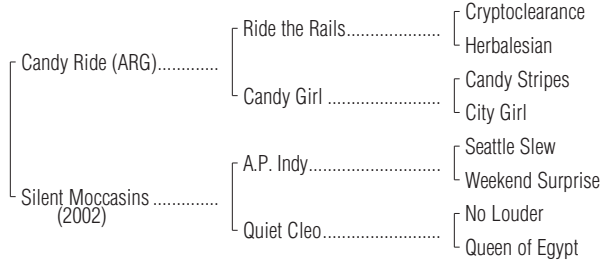 Cryptoclearance
Ride the Rails.....................
Herbalesian
Candy Ride (ARG).............
Candy Stripes
Candy Girl .........................
City Girl
Seattle Slew
A.P. Indy.............................
Weekend Surprise
Silent Moccasins ..............
(2002)
No Louder
Quiet Cleo..........................
Queen of Egypt